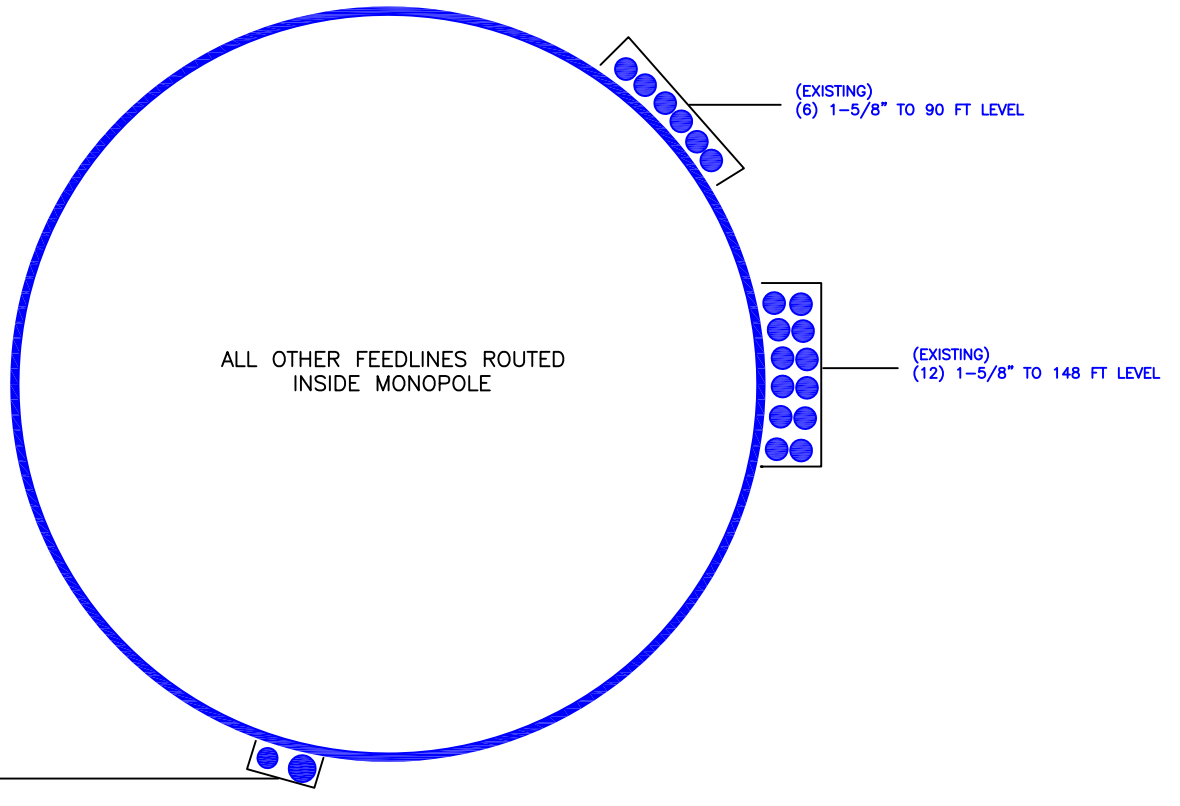 (EXISTING)
(6) 1-5/8" TO 90 FT LEVEL
ALL OTHER FEEDLINES ROUTED
INSIDE MONOPOLE
(EXISTING)
(12) 1-5/8" TO 148 FT LEVEL